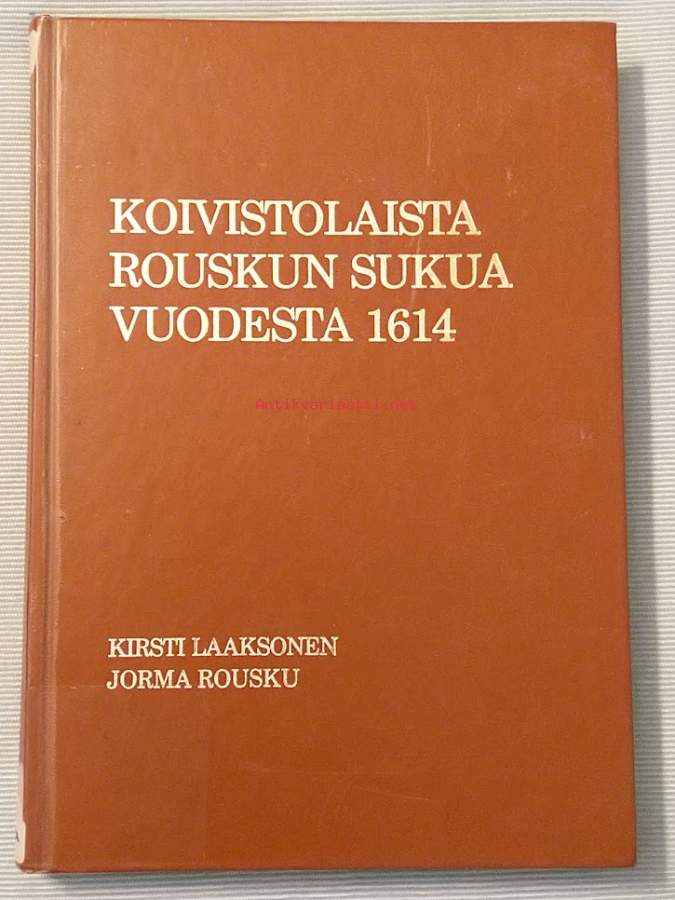 KOIVISTOLAISTA
ROUSKUN SUKUA
VUODESTA 1614
Antikvariaatti.net
KIRSTI LAAKSONEN
JORMA ROUSKU